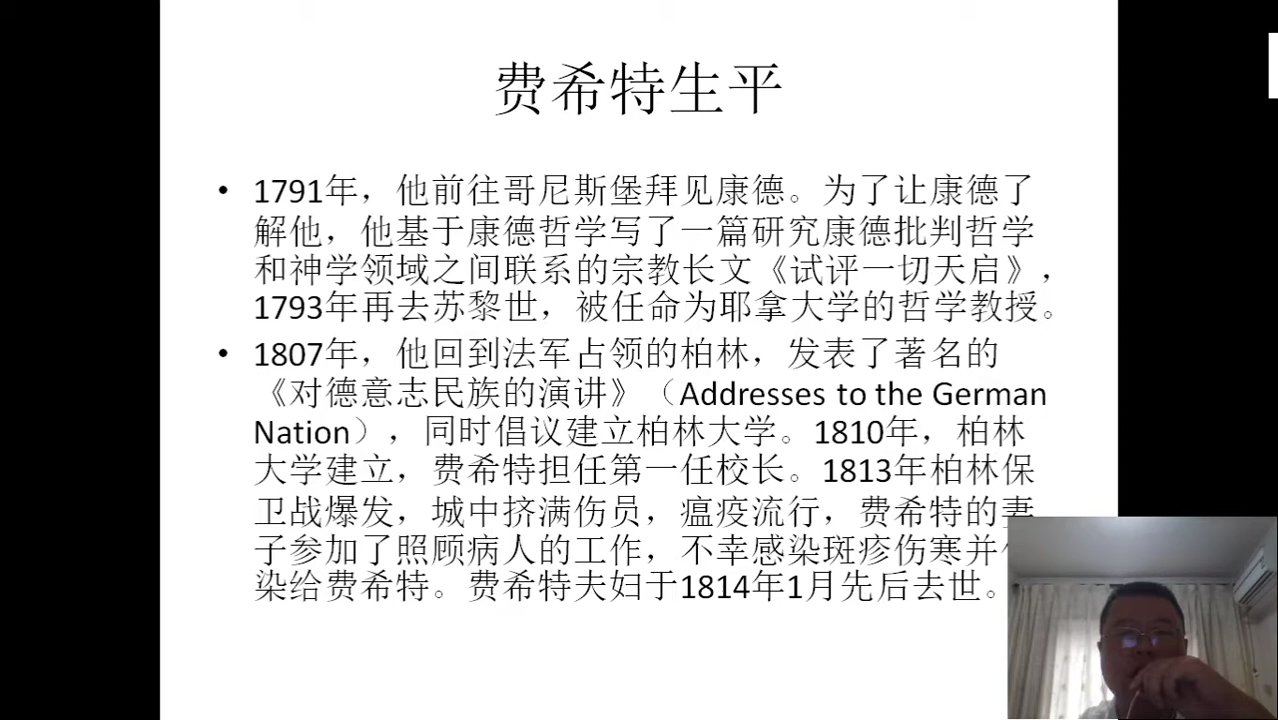 费希特生平
• 1791年，他前往哥尼斯堡拜见康德。为了让康德了
解他，他基于康德哲学写了一篇研究康德批判哲学
和神学领域之间联系的宗教长文《试评一切天启》，
1793年再去苏黎世，被任命为耶拿大学的哲学教授。
• 1807年，他回到法军占领的柏林，发表了著名的
《对德意志民族的演讲》（Addresses to the German
Nation），同时倡议建立柏林大学。1810年，柏林
大学建立，费希特担任第一任校长。1813年柏林保
卫战爆发，城中挤满伤员，瘟疫流行，费希特的妻
子参加了照顾病人的工作，不幸感染斑疹伤寒并
染给费希特。费希特夫妇于1814年1月先后去世。